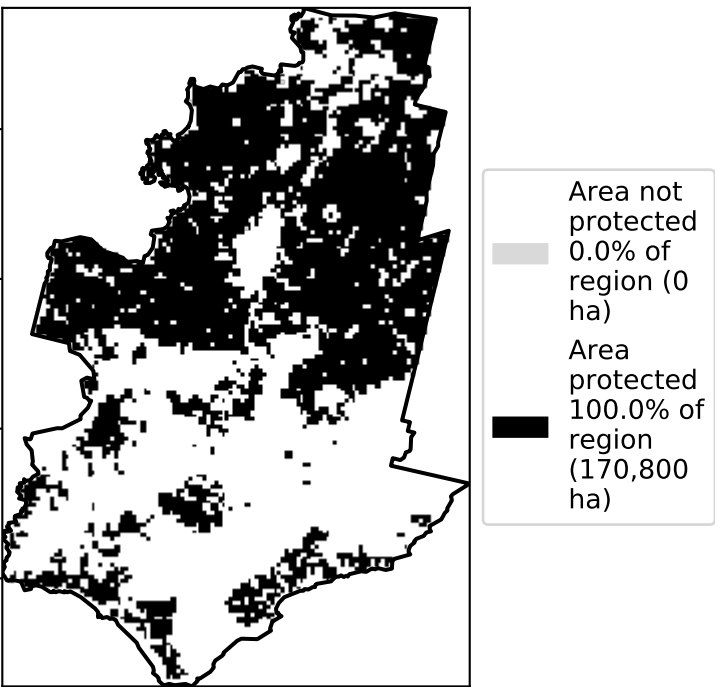 Area not
protected
0.0% of
region (0
ha)
Area
protected
100.0% of
region
(170,800
ha)